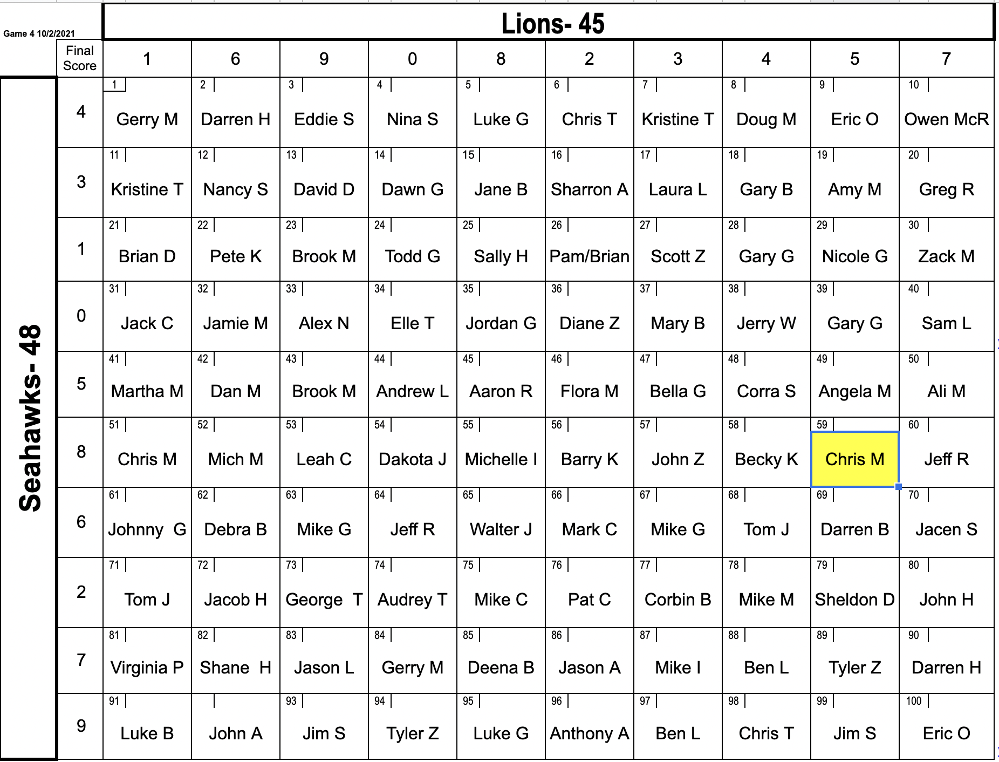 Lions- 45
Game 4 10/2/2021
Final Score 1 6 9 0 8 2 3 4 5 7
Seahawks- 48
1 2 3 4 5 6 7 8 9 10
4 Gerry M Darren H Eddie S Nina S Luke G Chris T Kristine T Doug M Eric O Owen McR
11 12 13 14 15 16 17 18 19 20
3 Kristine T Nancy S David D Dawn G Jane B Sharron A Laura L Gary B Amy M Greg R
21 22 23 24 25 26 27 28 29 30
1 Brian D Pete K Brook M Todd G Sally H Pam/Brian Scott Z Gary G Nicole G Zack M
31 32 33 34 35 36 37 38 39 40
0 Jack C Jamie M Alex N Elle T Jordan G Diane Z Mary B Jerry W Gary G Sam L
41 42 43 44 45 46 47 48 49 50
5 Martha M Dan M Brook M Andrew L Aaron R Flora M Bella G Corra S Angela M Ali M
51 52 53 54 55 56 57 58 59 60
8 Chris M Mich M Leah C Dakota J Michelle I Barry K John Z Becky K Chris M Jeff R
61 62 63 64 65 66 67 68 69 70
6 Johnny G Debra B Mike G Jeff R Walter J Mark C Mike G Tom J Darren B Jacen S
71 72 73 74 75 76 77 78 79 80
2 Tom J Jacob H George T Audrey T Mike C Pat C Corbin B Mike M Sheldon D John H
81 82 83 84 85 86 87 88 89 90
7 Virginia P Shane H Jason L Gerry M Deena B Jason A Mike I Ben L Tyler Z Darren H
91 93 94 95 96 97 98 99 100
9 Luke B John A Jim S Tyler Z Luke G Anthony A Ben L Chris T Jim S Eric O